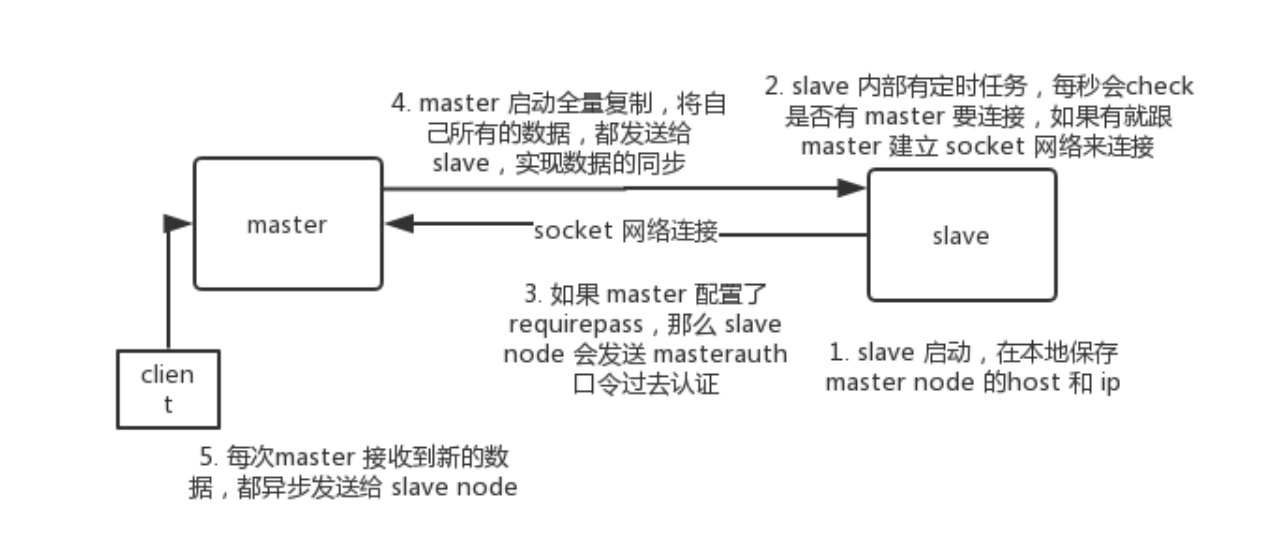 4. master 启动全量复制，将自
己所有的数据，都发送给
slave，实现数据的同步
2. slave 内部有定时任务，每秒会check
是否有 master 要连接，如果有就跟
master 建立 socket 网络来连接
master
socket 网络连接
slave
3. 如果 master 配置了
requirepass，那么 slave
node 会发送 masterauth
口令过去认证
1. slave 启动，在本地保存
master node 的host 和 ip
clien
t
5. 每次master 接收到新的数
据，都异步发送给 slave node